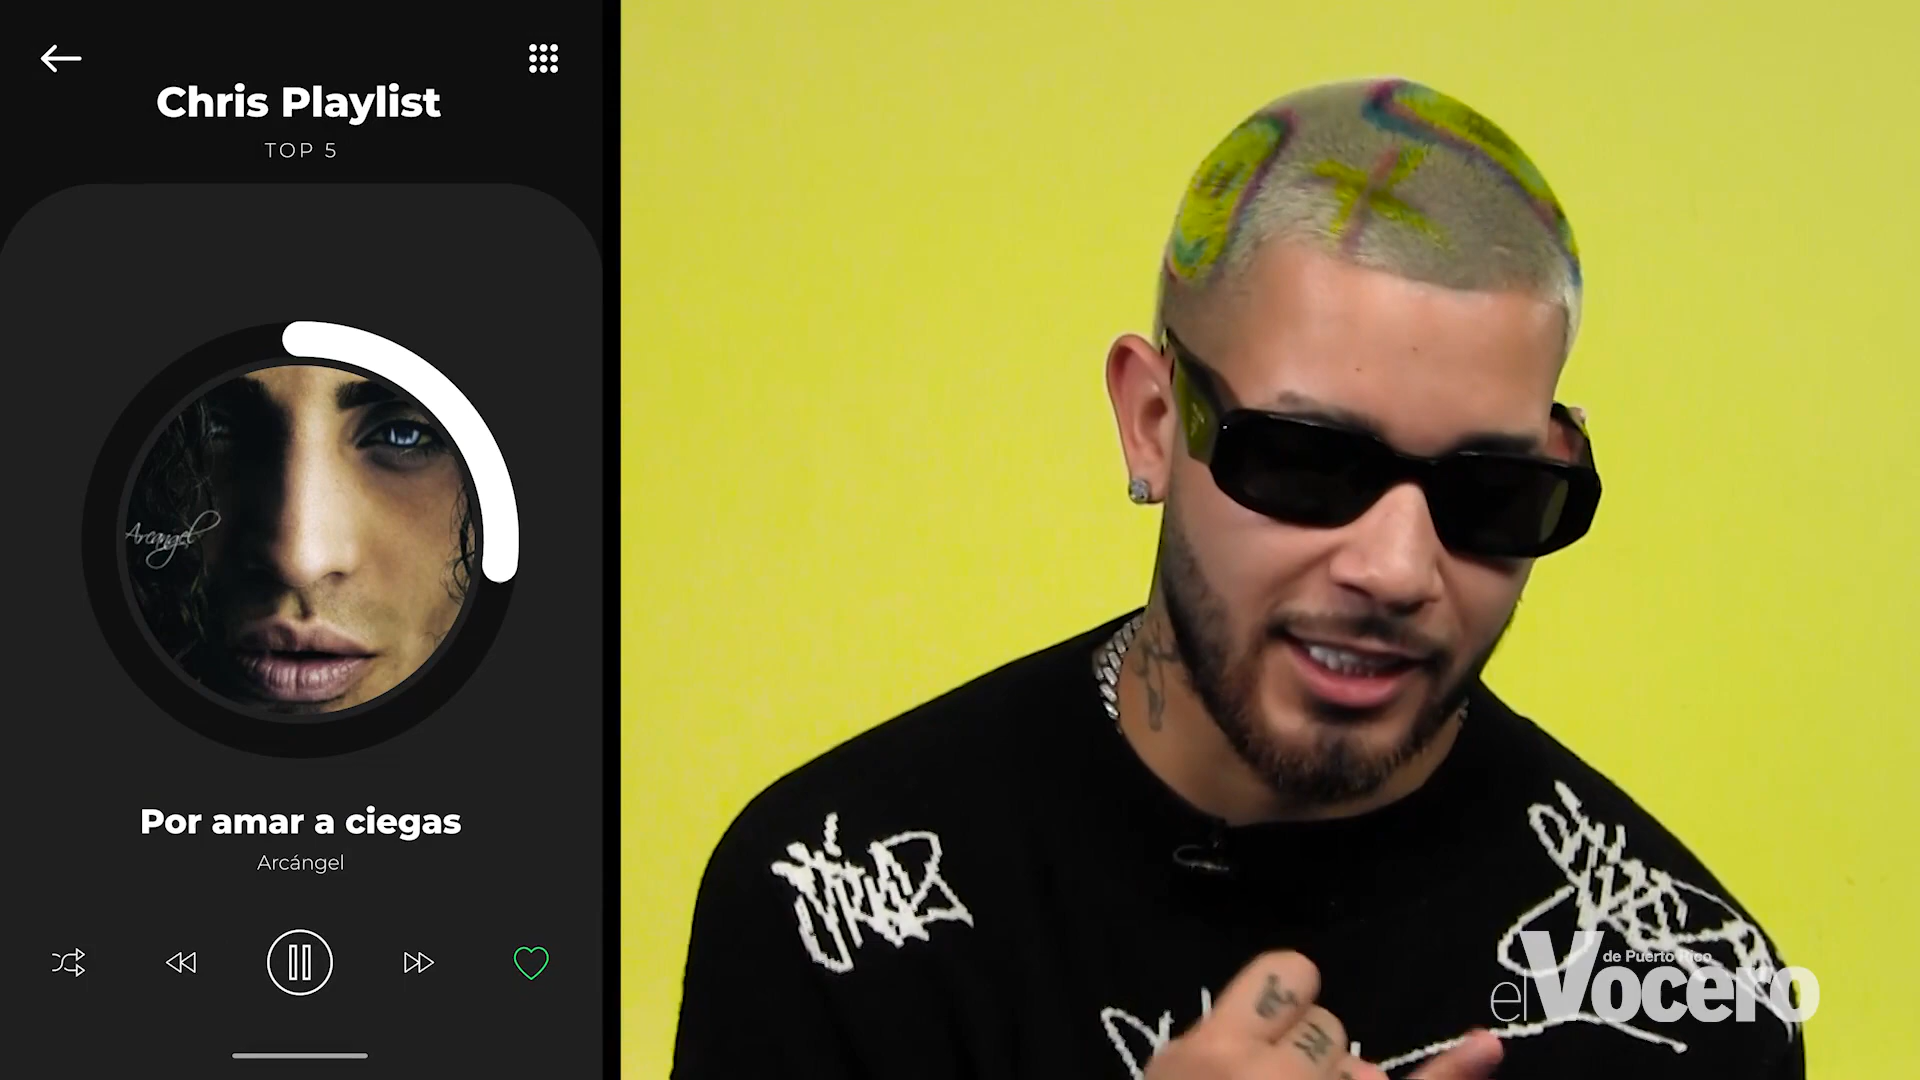 Chris Playlist
TOP 5
Arcángel
Por amar a ciegas
Arcángel
de Puerto Rico
el Vocero